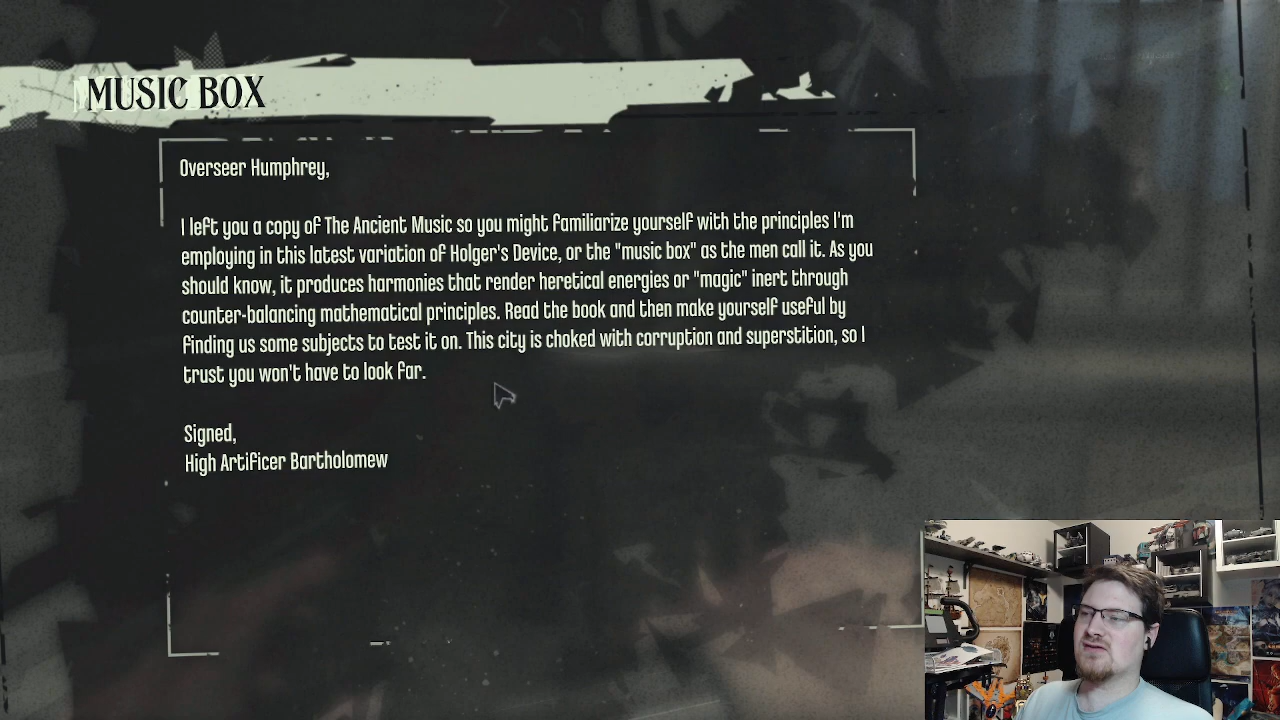 MUSIC BOX
Overseer Humphrey,
I left you a copy of The Ancient Music so you might familiarize yourself with the principles I'm
employing in this latest variation of Holger's Device, or the "music box" as the men call it. As you
should know, it produces harmonies that render heretical energies or "magic" inert through
counter-balancing mathematical principles. Read the book and then make yourself useful by
finding us some subjects to test it on. This city is choked with corruption and superstition, so I
trust you won't have to look far.
Signed,
High Artificer Bartholomew